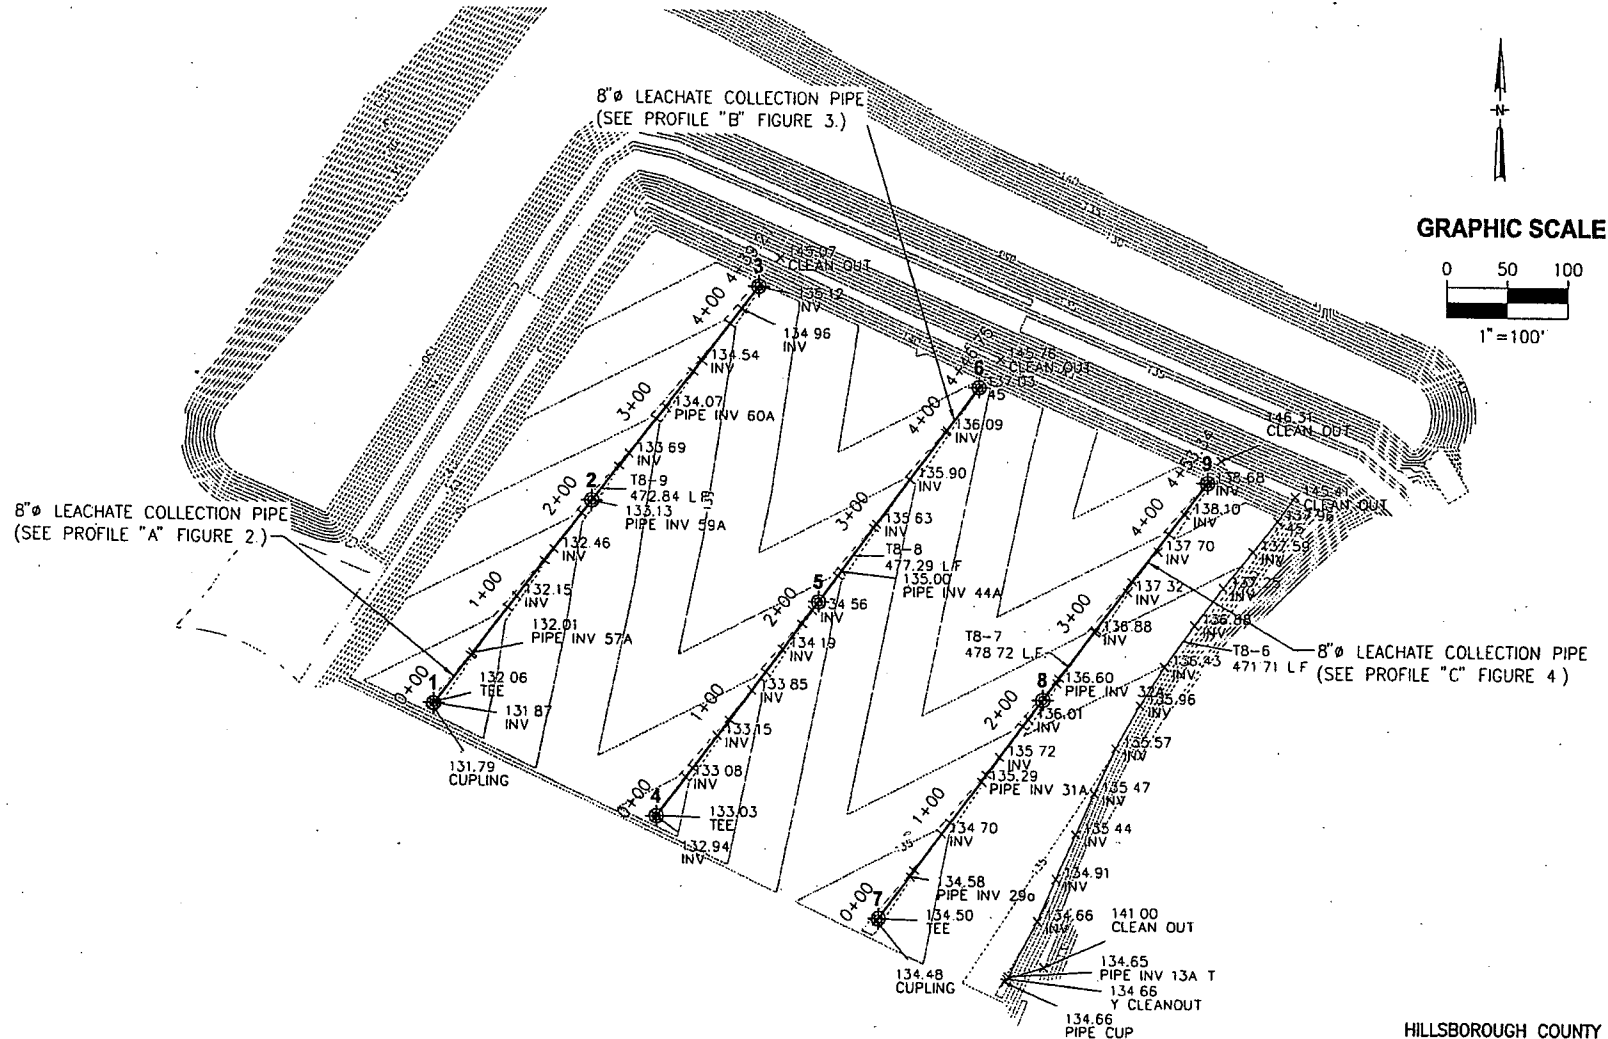 8"ø LEACHATE COLLECTION PIPE
(SEE PROFILE "B" FIGURE 3.)
N
GRAPHIC SCALE
0 50 100
1"=100'
3
CLEAN OUT
135.12
INV
4+00
134 96
INV
134.54
INV
3+00
134.07
PIPE INV 60A
133 69
INV
2
T8-9
472.84 L.F.
133.13
PIPE INV 59A
2+00
132.46
INV
8"ø LEACHATE COLLECTION PIPE
(SEE PROFILE "A" FIGURE 2.)
1+00
132.15
INV
132.01
PIPE INV 57A
0+00
1
132 06
TEE
131 87
INV
131.79
CUPLING
6
145.76
CLEAN OUT
137.03
45
4+00
136.09
INV
135.90
INV
3+00
135 63
INV
T8-8
477.29 L.F
135.00
PIPE INV 44A
5
2+00
34 56
INV
134 19
INV
133 85
INV
1+00
133.15
INV
133 08
INV
0+00
4
133.03
TEE
132.94
INV
146.31
CLEAN OUT
9
138 68
INV
138.10
INV
4+00
137 70
INV
137 32
INV
3+00
136.88
INV
T8-7
478 72 L.F.
136.60
PIPE INV 32A
8
2+00
136.01
INV
135 72
INV
135.29
PIPE INV 31A
1+00
134 70
INV
134.58
PIPE INV 29a
0+00
7
134.50
TEE
134.48
CUPLING
145.41
CLEAN OUT
137.96
45
137.59
INV
137.25
INV
136.86
INV
T8-6
471 71 L F
8"ø LEACHATE COLLECTION PIPE
(SEE PROFILE "C" FIGURE 4 )
136.43
INV
135.96
INV
135.57
INV
135 47
INV
135 44
INV
134.91
INV
134.66
INV
141 00
CLEAN OUT
134.65
PIPE INV 13A T
134 66
Y CLEANOUT
134.66
PIPE CUP
HILLSBOROUGH COUNTY